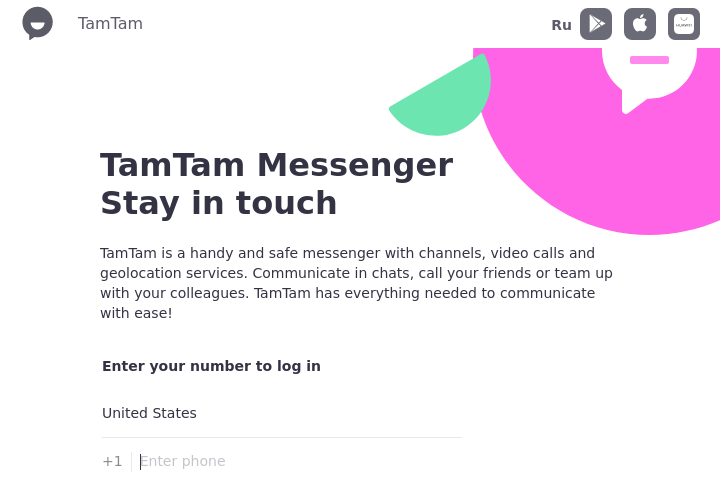 TamTam
Ru
TamTam Messenger
Stay in touch
TamTam is a handy and safe messenger with channels, video calls and
geolocation services. Communicate in chats, call your friends or team up
with your colleagues. TamTam has everything needed to communicate
with ease!
Enter your number to log in
United States
+1 Enter phone